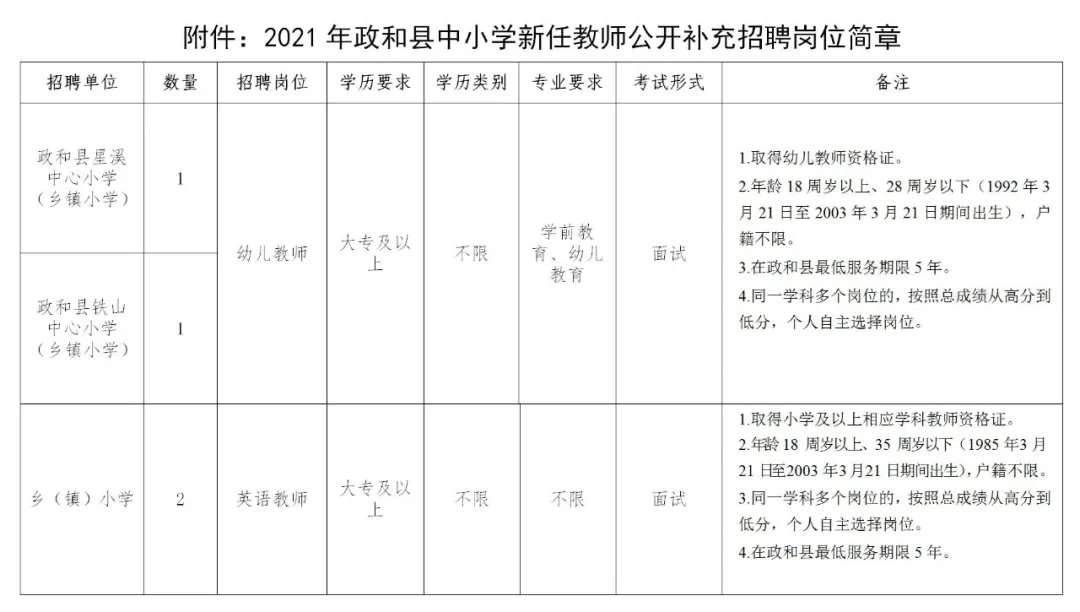 附件：2021 年政和县中小学新任教师公开补充招聘岗位简章
招聘单位 数量 招聘岗位 学历要求 学历类别 专业要求 考试形式 备注
政和县星溪
中心小学
（乡镇小学）
1
政和县铁山
中心小学
（乡镇小学）
1
幼儿教师
大专及以
上
不限
学前教
育、幼儿
教育
面试
1.取得幼儿教师资格证。
2.年龄 18 周岁以上、28 周岁以下（1992 年 3
月 21 日至 2003 年 3 月 21 日期间出生），户
籍不限。
3.在政和县最低服务期限 5 年。
4.同一学科多个岗位的，按照总成绩从高分到
低分，个人自主选择岗位。
乡（镇）小学
2
英语教师
大专及以
上
不限
不限
面试
1.取得小学及以上相应学科教师资格证。
2.年龄 18 周岁以上、35 周岁以下（1985 年3 月
21 日至2003 年3 月21 日期间出生），户籍不限。
3.同一学科多个岗位的，按照总成绩从高分到
低分，个人自主选择岗位。
4.在政和县最低服务期限 5 年。